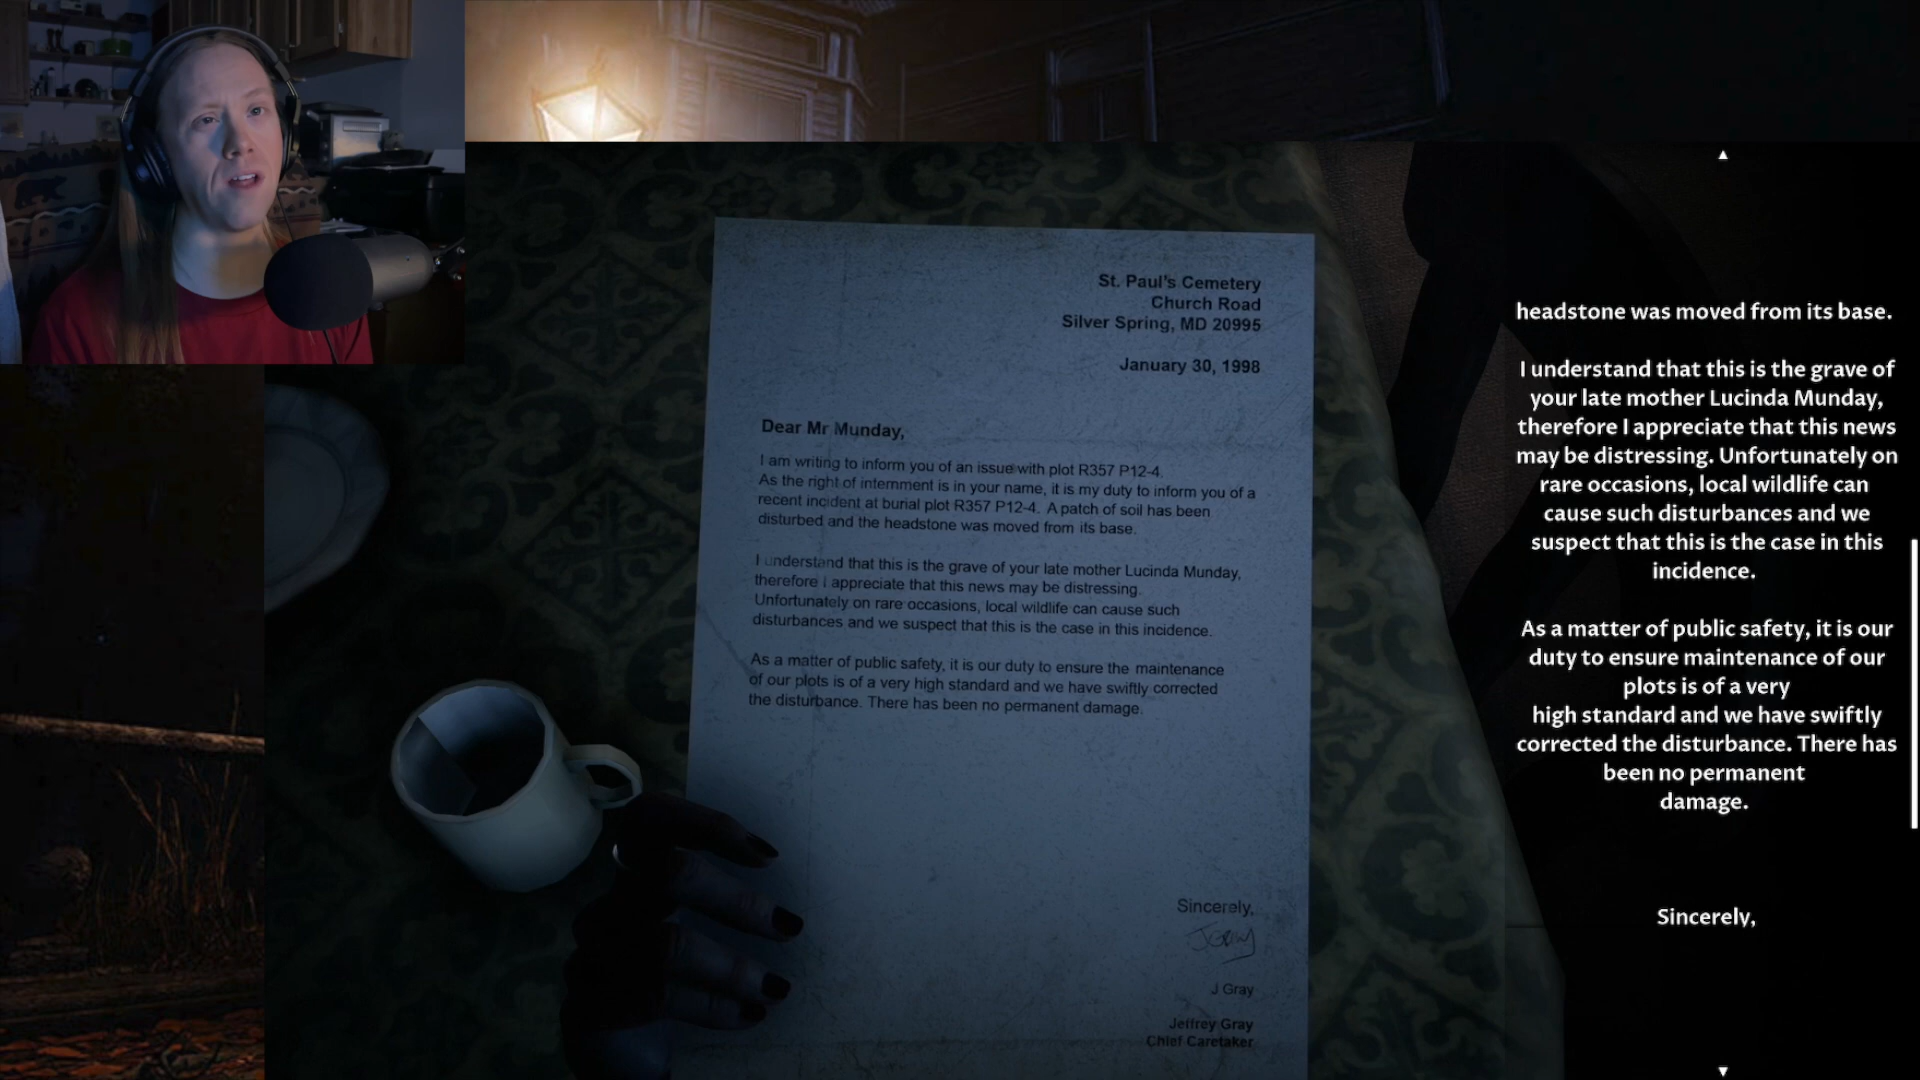 St. Paul's Cemetery
Church Road
Silver Spring, MD 20995
January 30, 1998
Dear Mr Munday,
I am writing to inform you of an issue with plot R357 P12-4.
As the right of internment is in your name, it is my duty to inform you of a
recent incident at burial plot R357 P12-4. A patch of soil has been
disturbed and the headstone was moved from its base.
I understand that this is the grave of your late mother Lucinda Munday,
therefore I appreciate that this news may be distressing.
Unfortunately on rare occasions, local wildlife can cause such
disturbances and we suspect that this is the case in this incidence.
As a matter of public safety, it is our duty to ensure the maintenance
of our plots is of a very high standard and we have swiftly corrected
the disturbance. There has been no permanent damage.
Sincerely,
JGray
J Gray
Jeffrey Gray
Chief Caretaker
headstone was moved from its base.
I understand that this is the grave of
your late mother Lucinda Munday,
therefore I appreciate that this news
may be distressing. Unfortunately on
rare occasions, local wildlife can
cause such disturbances and we
suspect that this is the case in this
incidence.
As a matter of public safety, it is our
duty to ensure maintenance of our
plots is of a very
high standard and we have swiftly
corrected the disturbance. There has
been no permanent
damage.
Sincerely,